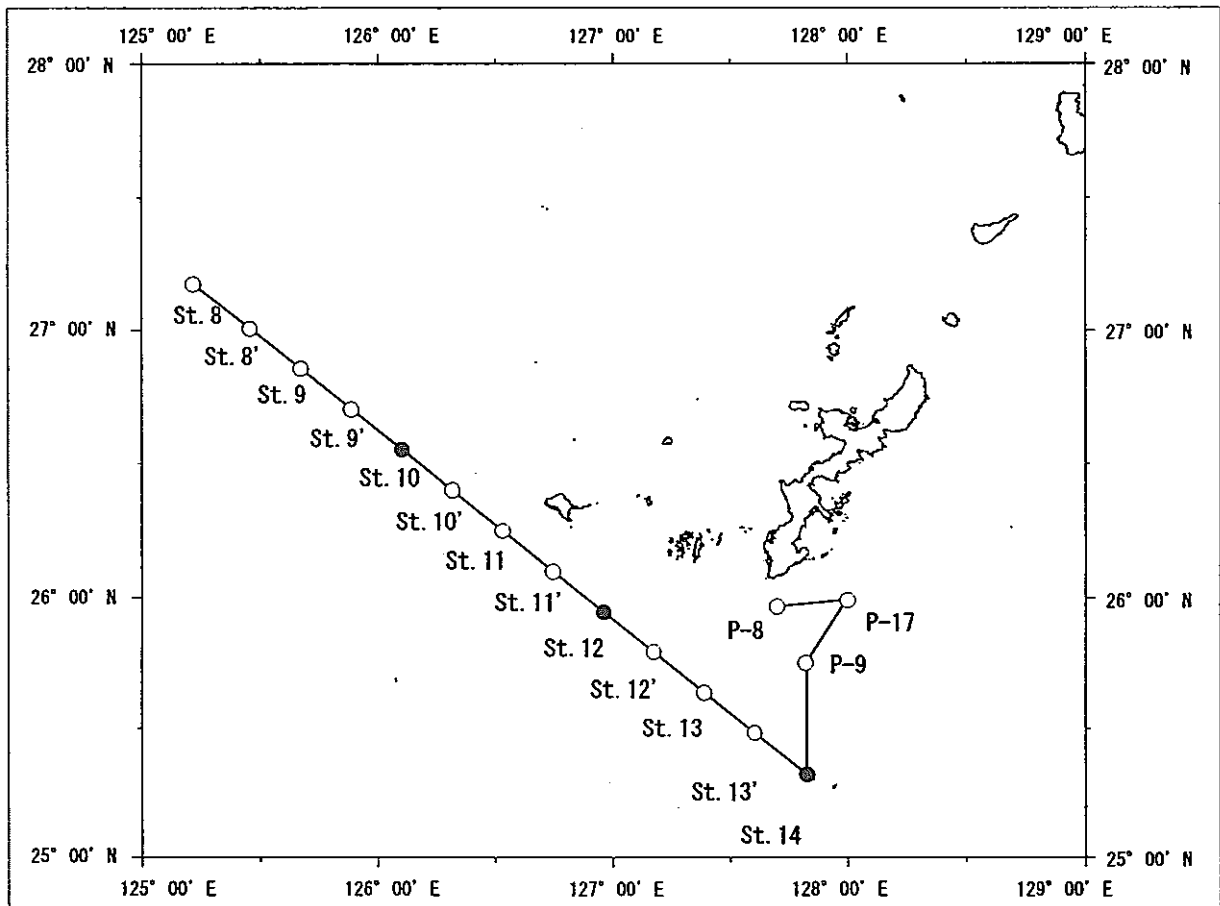 125° 00′ E 126° 00′ E 127° 00′ E 128° 00′ E 129° 00′ E
28° 00′ N 28° 00′ N
St. 8
27° 00′ N 27° 00′ N
St. 8'
St. 9
St. 9'
St. 10
St. 10'
St. 11
St. 11'
26° 00′ N 26° 00′ N
P-8 P-17
St. 12
P-9
St. 12'
St. 13
St. 13'
St. 14
25° 00′ N 25° 00′ N
125° 00′ E 126° 00′ E 127° 00′ E 128° 00′ E 129° 00′ E